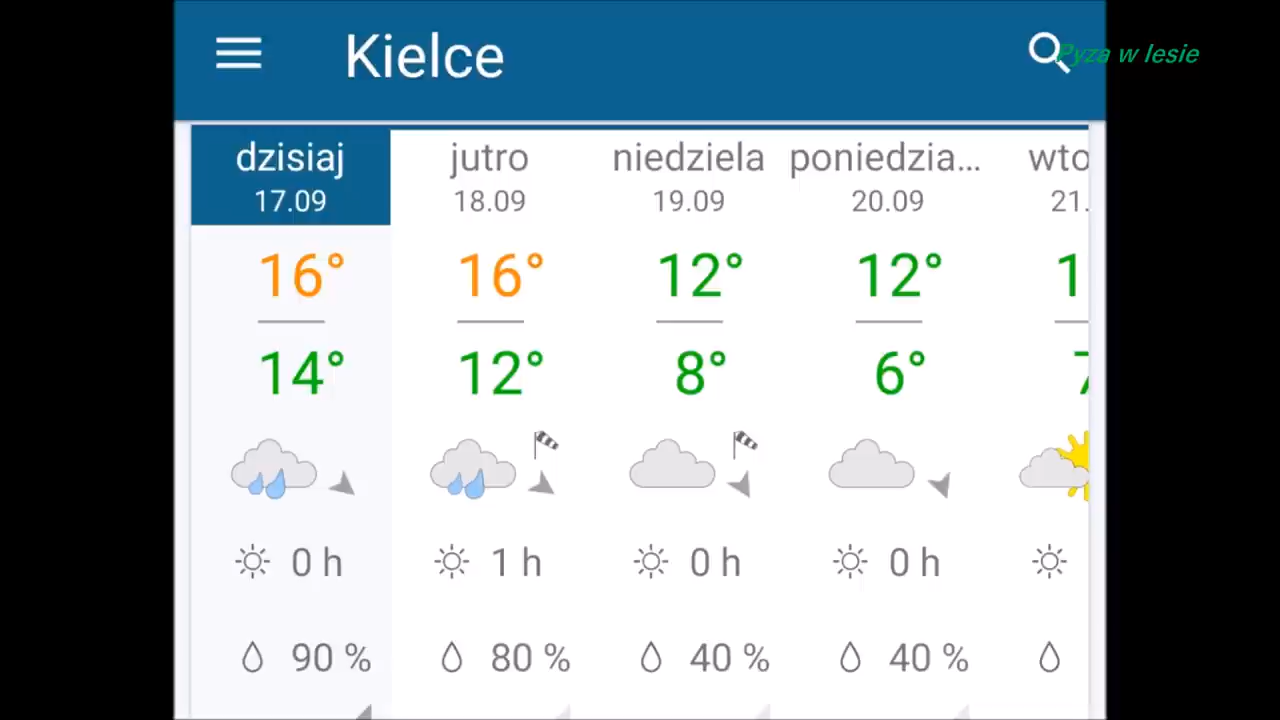 Kielce
Pyza w lesie
dzisiaj jutro niedziela poniedzia...
17.09 18.09 19.09 20.09 21.
16° 16° 12° 12°
14° 12° 8° 6°
0 h 1 h 0 h 0 h
90 % 80 % 40 % 40 %